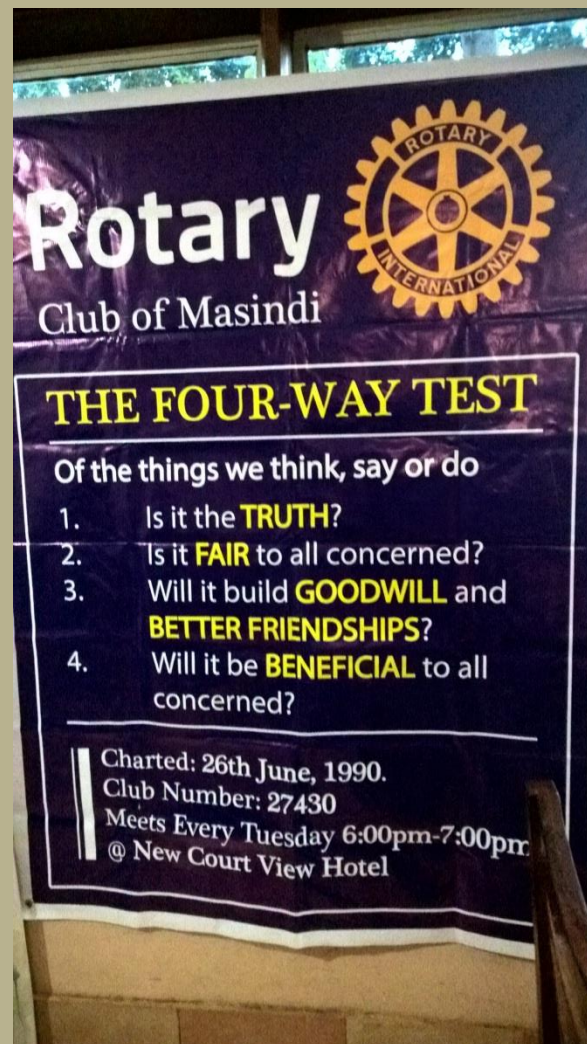 Rotary
ROTARY
INTERNATIONAL
Club of Masindi
THE FOUR-WAY TEST
Of the things we think, say or do
1. Is it the TRUTH?
2. Is it FAIR to all concerned?
3. Will it build GOODWILL and
BETTER FRIENDSHIPS?
4. Will it be BENEFICIAL to all
concerned?
Charted: 26th June, 1990.
Club Number: 27430
Meets Every Tuesday 6:00pm-7:00pm
@ New Court View Hotel